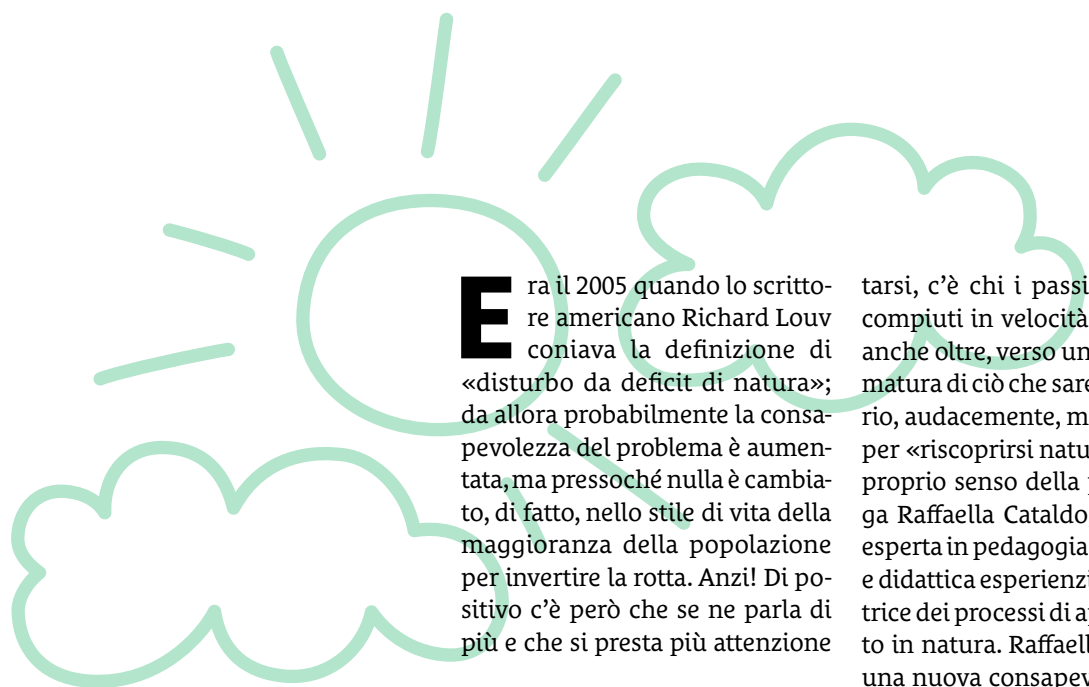 Era il 2005 quando lo scritto-
re americano Richard Louv
coniava la definizione di
«disturbo da deficit di natura»;
da allora probabilmente la consa-
pevolezza del problema è aumen-
tata, ma pressoché nulla è cambia-
to, di fatto, nello stile di vita della
maggioranza della popolazione
per invertire la rotta. Anzi! Di po-
sitivo c’è però che se ne parla di
più e che si presta più attenzione
tarsi, c’è chi i passi
compiuti in velocità
anche oltre, verso un
matura di ciò che sare
rio, audacemente, m
per «riscoprirsi natu
proprio senso della
ga Raffaella Cataldo
esperta in pedagogia
e didattica esperienzi
trice dei processi di a
to in natura. Raffaell
una nuova consapev